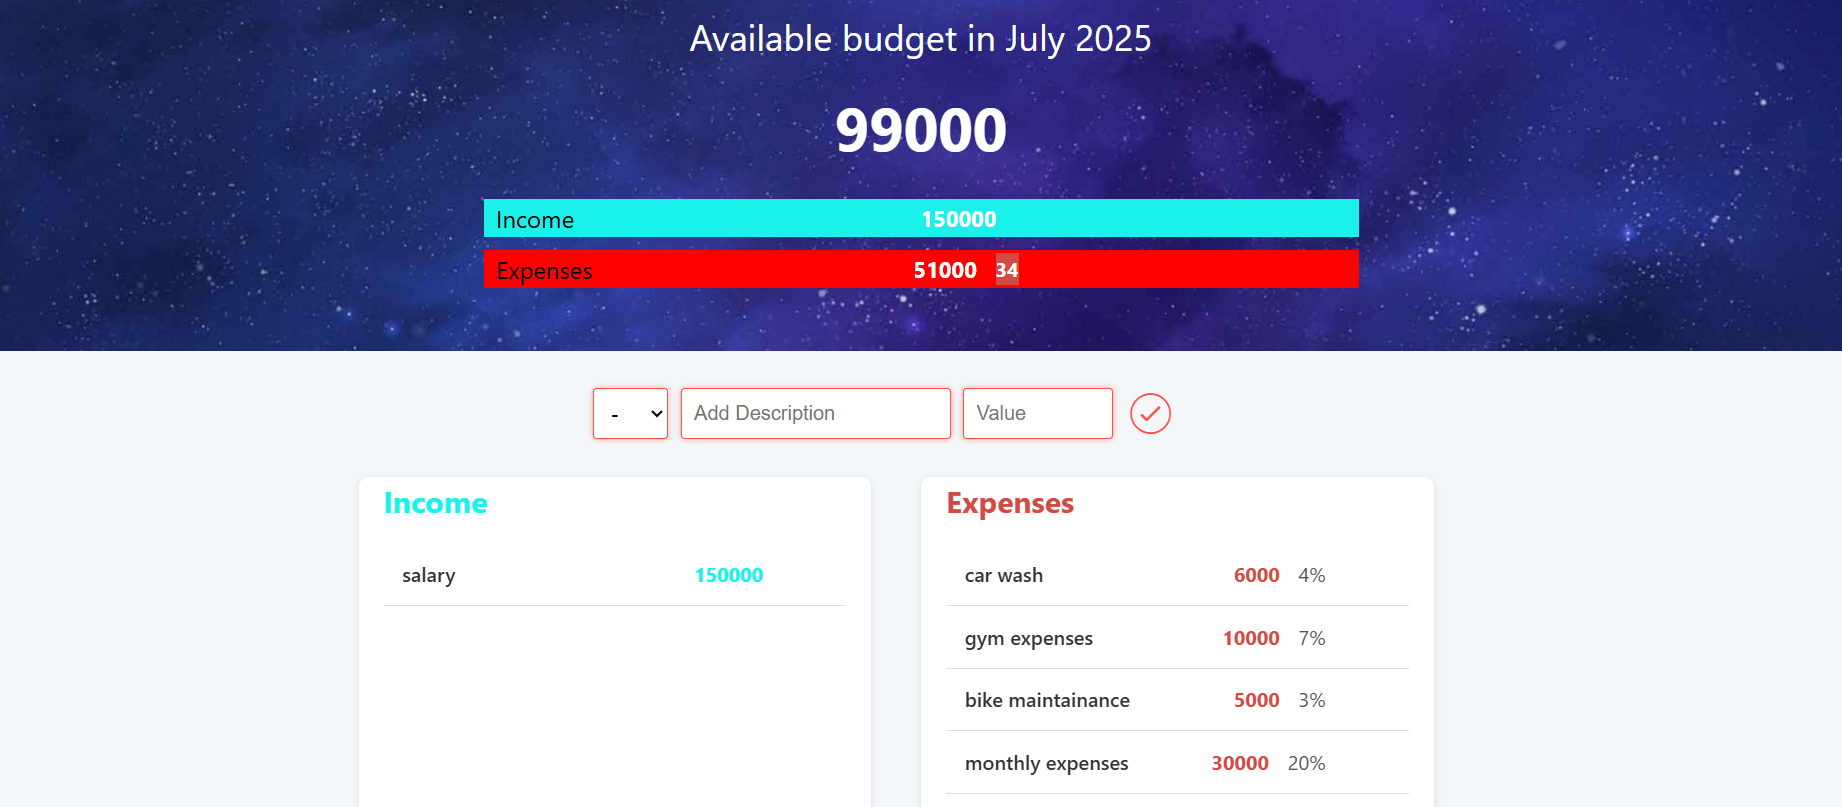 Available budget in July 2025
99000
Income 150000
Expenses 51000 34
- Add Description Value
Income
salary 150000
Expenses
car wash 6000 4%
gym expenses 10000 7%
bike maintainance 5000 3%
monthly expenses 30000 20%